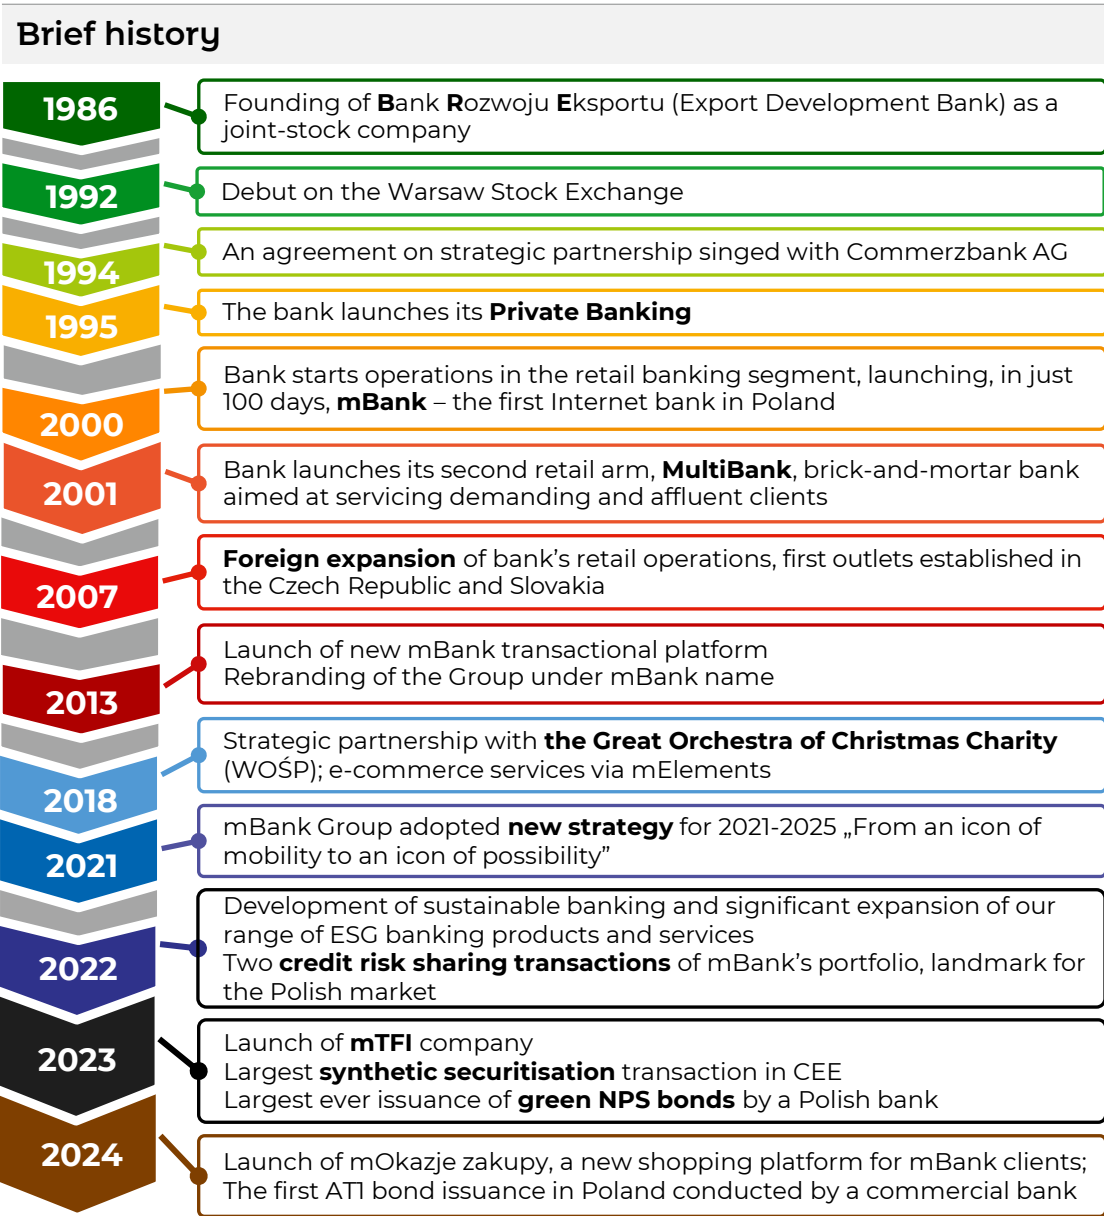 Brief history
1986
Founding of Bank Rozwoju Eksportu (Export Development Bank) as a
joint-stock company
1992
Debut on the Warsaw Stock Exchange
1994
An agreement on strategic partnership singed with Commerzbank AG
1995
The bank launches its Private Banking
2000
Bank starts operations in the retail banking segment, launching, in just
100 days, mBank – the first Internet bank in Poland
2001
Bank launches its second retail arm, MultiBank, brick-and-mortar bank
aimed at servicing demanding and affluent clients
2007
Foreign expansion of bank’s retail operations, first outlets established in
the Czech Republic and Slovakia
2013
Launch of new mBank transactional platform
Rebranding of the Group under mBank name
2018
Strategic partnership with the Great Orchestra of Christmas Charity
(WOŚP); e-commerce services via mElements
2021
mBank Group adopted new strategy for 2021-2025 „From an icon of
mobility to an icon of possibility”
2022
Development of sustainable banking and significant expansion of our
range of ESG banking products and services
Two credit risk sharing transactions of mBank’s portfolio, landmark for
the Polish market
2023
Launch of mTFI company
Largest synthetic securitisation transaction in CEE
Largest ever issuance of green NPS bonds by a Polish bank
2024
Launch of mOkazje zakupy, a new shopping platform for mBank clients;
The first AT1 bond issuance in Poland conducted by a commercial bank